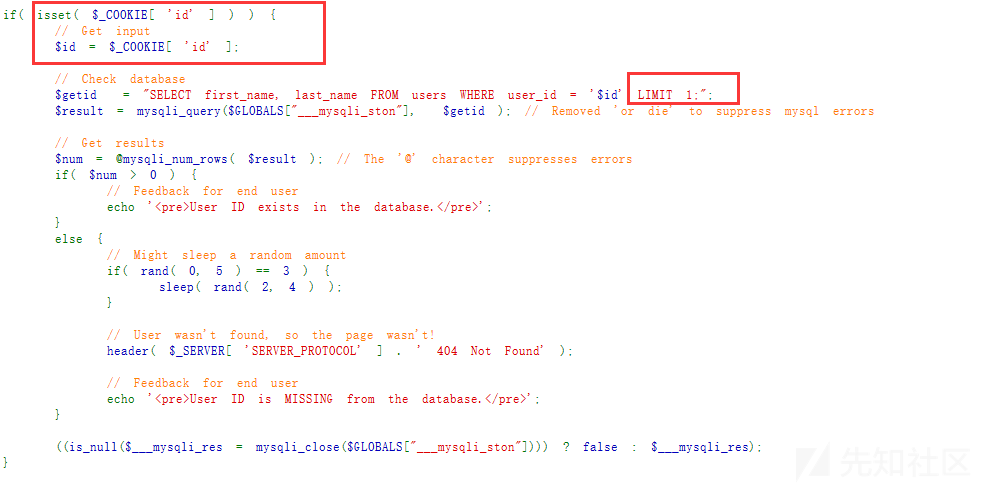 if( isset( $_COOKIE[ 'id' ] ) ) {
// Get input
$id = $_COOKIE[ 'id' ];
// Check database
$getid = "SELECT first_name, last_name FROM users WHERE user_id = '$id' LIMIT 1;";
$result = mysqli_query($GLOBALS["___mysqli_ston"], $getid ); // Removed 'or die' to suppress mysql errors
// Get results
$num = @mysqli_num_rows( $result ); // The '@' character suppresses errors
if( $num > 0 ) {
// Feedback for end user
echo '<pre>User ID exists in the database.</pre>';
}
else {
// Might sleep a random amount
if( rand( 0, 5 ) == 3 ) {
sleep( rand( 2, 4 ) );
}
// User wasn't found, so the page wasn't!
header( $_SERVER[ 'SERVER_PROTOCOL' ] . ' 404 Not Found' );
// Feedback for end user
echo '<pre>User ID is MISSING from the database.</pre>';
}
((is_null($___mysqli_res = mysqli_close($GLOBALS["___mysqli_ston"]))) ? false : $___mysqli_res);
}
先知社区